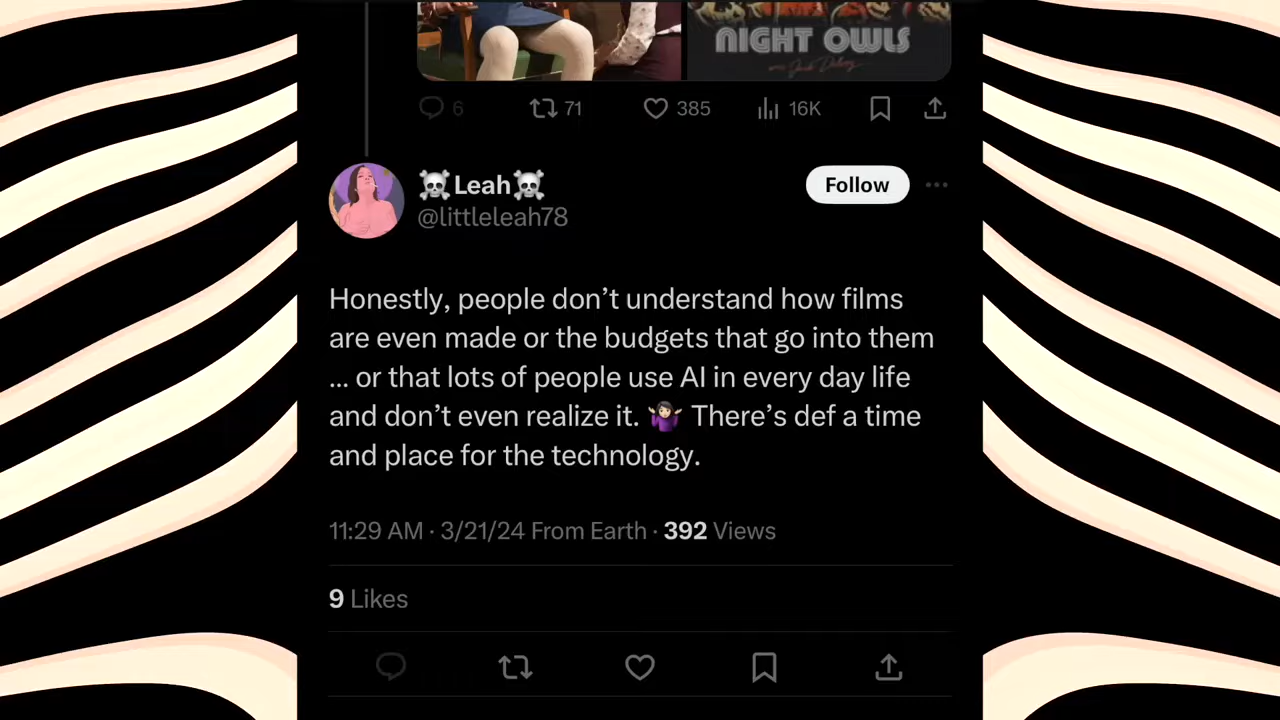 NIGHT OWLS
with Jack Delroy
6 71 385 16K
☠️Leah☠️
Follow
@littleleah78
Honestly, people don’t understand how films
are even made or the budgets that go into them
... or that lots of people use AI in every day life
and don’t even realize it. 🤷🏻‍♀️ There’s def a time
and place for the technology.
11:29 AM · 3/21/24 From Earth · 392 Views
9 Likes